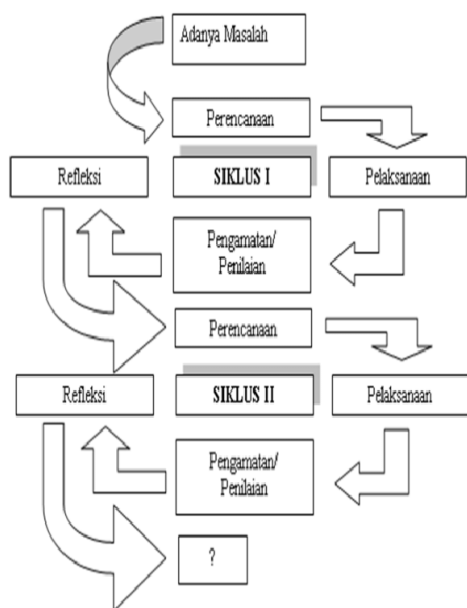 Adanya Masalah
Perencanaan
Refleksi
SIKLUS I
Pelaksanaan
Pengamatan/
Penilaian
Perencanaan
Refleksi
SIKLUS II
Pelaksanaan
Pengamatan/
Penilaian
?